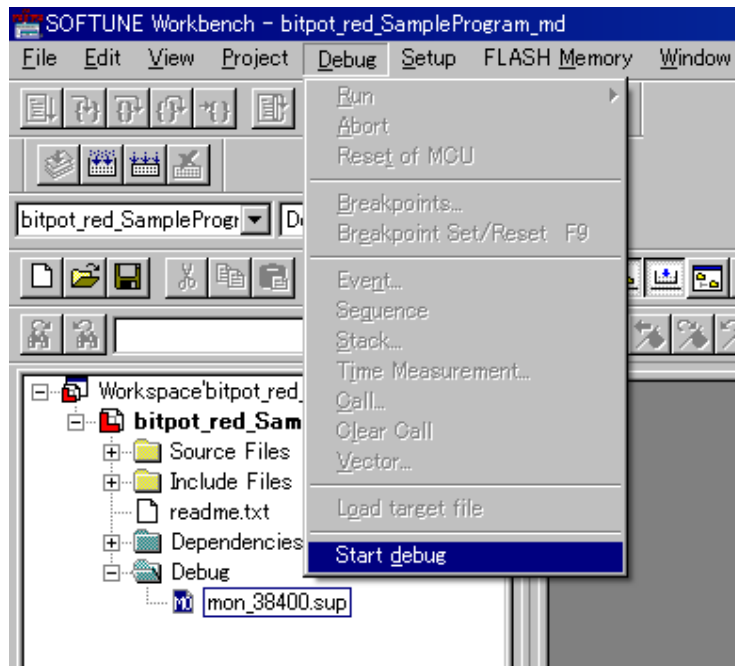 SOFTUNE Workbench - bitpot_red_SampleProgram_md
File Edit View Project Debug Setup FLASH Memory Window
Run
Abort
Reset of MCU
bitpot_red_SampleProgr
Breakpoints...
Breakpoint Set/Reset F9
Event...
Sequence
Stack...
Time Measurement...
Call...
Clear Call
Vector...
Load target file
Start debug
Workspace'bitpot_red_
bitpot_red_Sam
Source Files
Include Files
readme.txt
Dependencies
Debug
mon_38400.sup